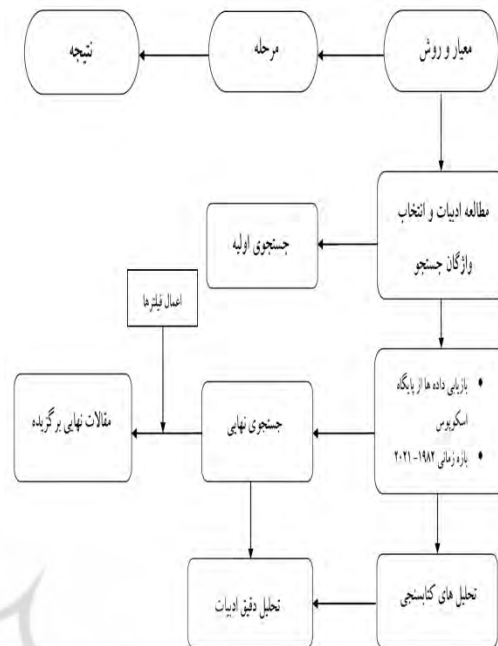 معیار و روش
مرحله
نتیجه
مطالعه ادبیات و انتخاب
واژگان جستجو
جستجوی اولیه
اعمال فیلترها
• بازیابی داده ها از پایگاه
اسکوپوس
• بازه زمانی ۱۹۸۲-۲۰۲۱
جستجوی نهایی
مقالات نهایی برگزیده
تحلیل های کتابسنجی
تحلیل دقیق ادبیات